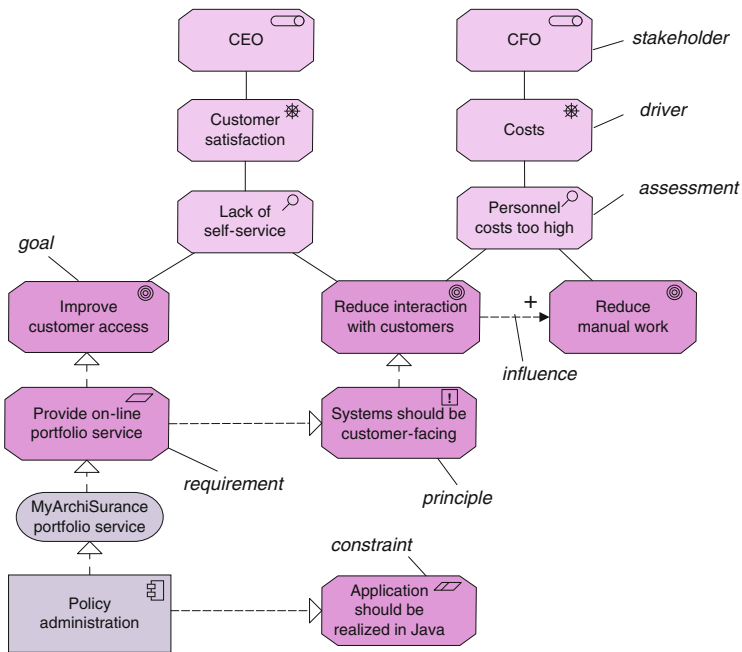 CEO
CFO
stakeholder
Customer
satisfaction
Costs
driver
Lack of
self-service
Personnel
costs too high
assessment
goal
Improve
customer access
Reduce interaction
with customers
+
Reduce
manual work
influence
Provide on-line
portfolio service
!
Systems should be
customer-facing
requirement
principle
MyArchiSurance
portfolio service
constraint
Policy
administration
Application
should be
realized in Java